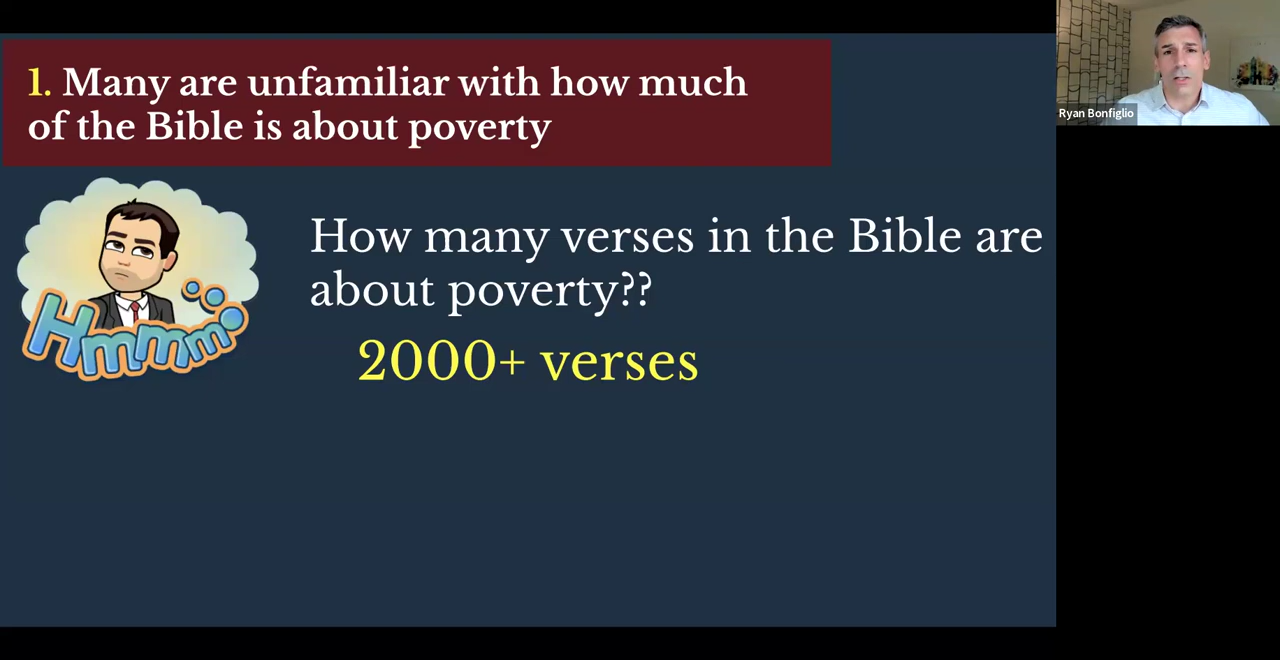 1. Many are unfamiliar with how much
of the Bible is about poverty
Ryan Bonfiglio
Hmmm
How many verses in the Bible are
about poverty??
2000+ verses